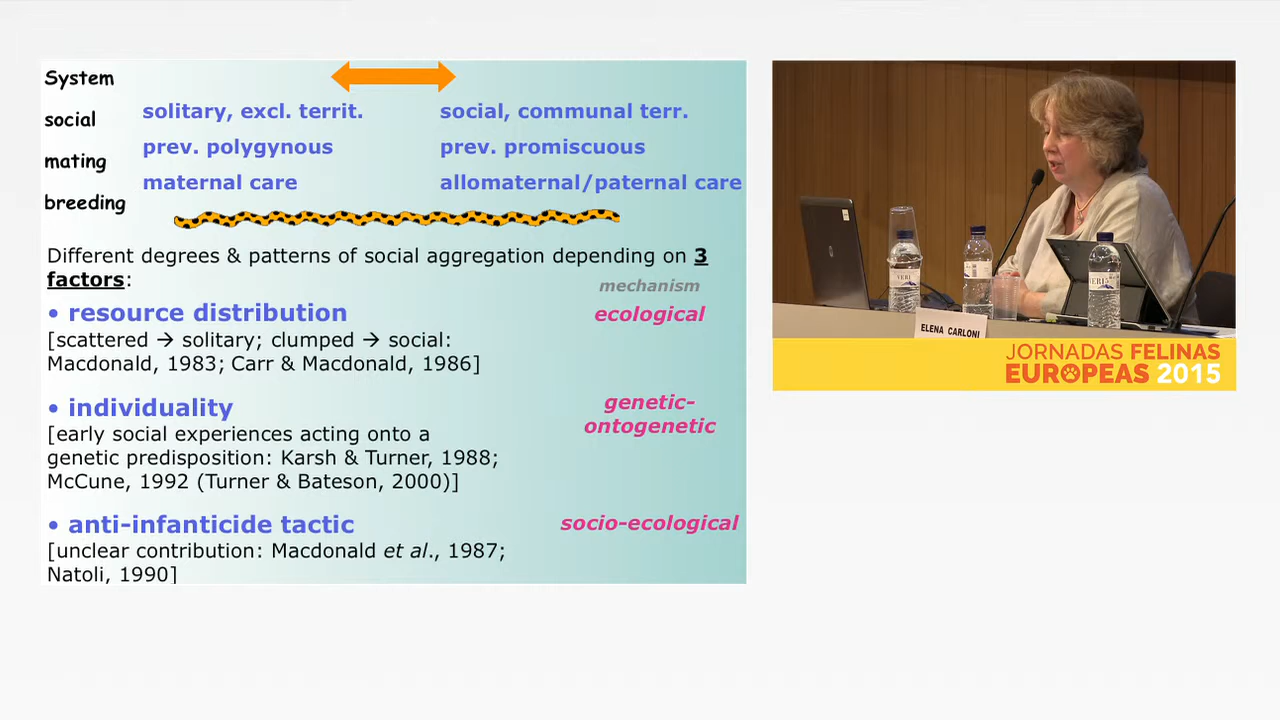 System
social
mating
breeding
solitary, excl. territ.
social, communal terr.
prev. polygynous
prev. promiscuous
maternal care
allomaternal/paternal care
Different degrees & patterns of social aggregation depending on 3
factors:
mechanism
• resource distribution
ecological
[scattered → solitary; clumped → social:
Macdonald, 1983; Carr & Macdonald, 1986]
• individuality
genetic-
ontogenetic
[early social experiences acting onto a
genetic predisposition: Karsh & Turner, 1988;
McCune, 1992 (Turner & Bateson, 2000)]
• anti-infanticide tactic
socio-ecological
[unclear contribution: Macdonald et al., 1987;
Natoli, 1990]
VERI
VERI
ELENA CARLONI
JORNADAS FELINAS
EUROPEAS 2015